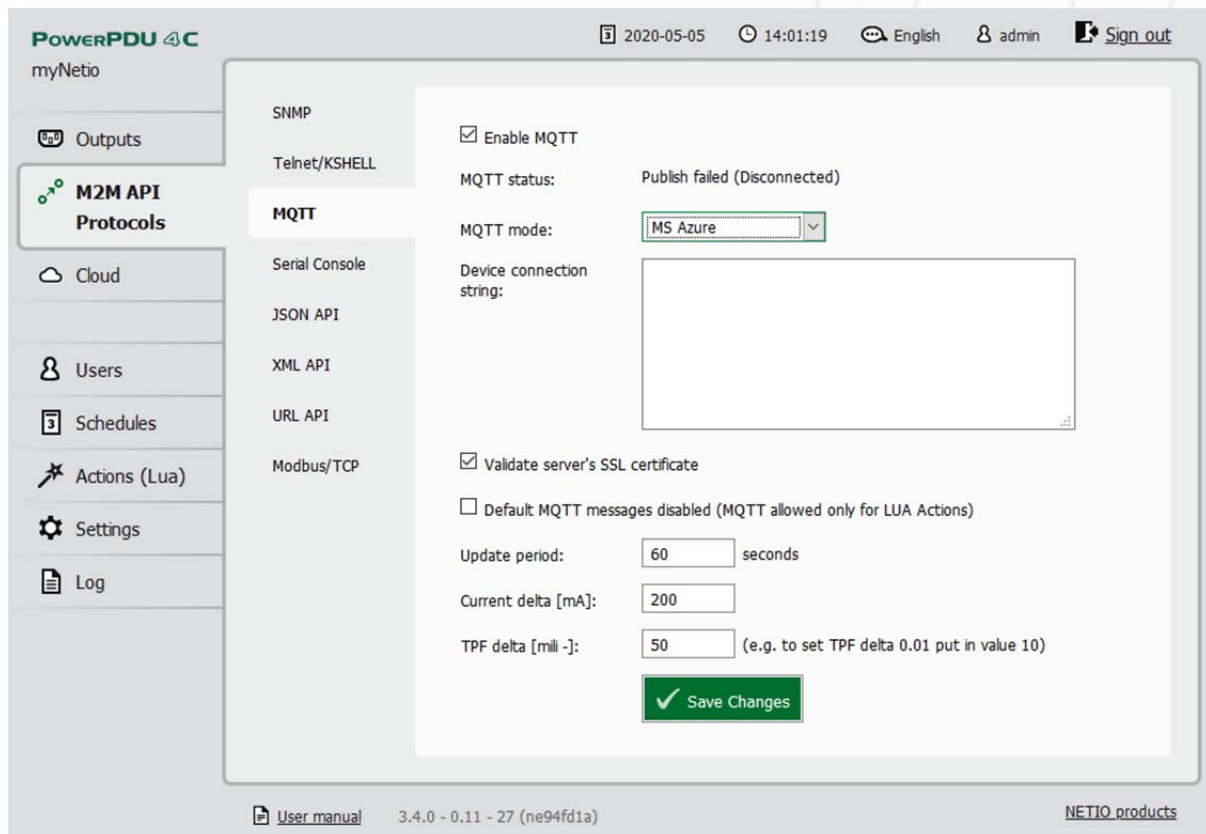 POWERPDU 4C
myNetio
3 2020-05-05 14:01:19 English admin Sign out
Outputs
M2M API
Protocols
Cloud
Users
3 Schedules
Actions (Lua)
Settings
Log
SNMP
Telnet/KSHELL
MQTT
Serial Console
JSON API
XML API
URL API
Modbus/TCP
Enable MQTT
MQTT status: Publish failed (Disconnected)
MQTT mode: MS Azure
Device connection
string:
Validate server's SSL certificate
Default MQTT messages disabled (MQTT allowed only for LUA Actions)
Update period: 60 seconds
Current delta [mA]: 200
TPF delta [mili -]: 50 (e.g. to set TPF delta 0.01 put in value 10)
Save Changes
User manual 3.4.0 - 0.11 - 27 (ne94fd1a) NETIO products